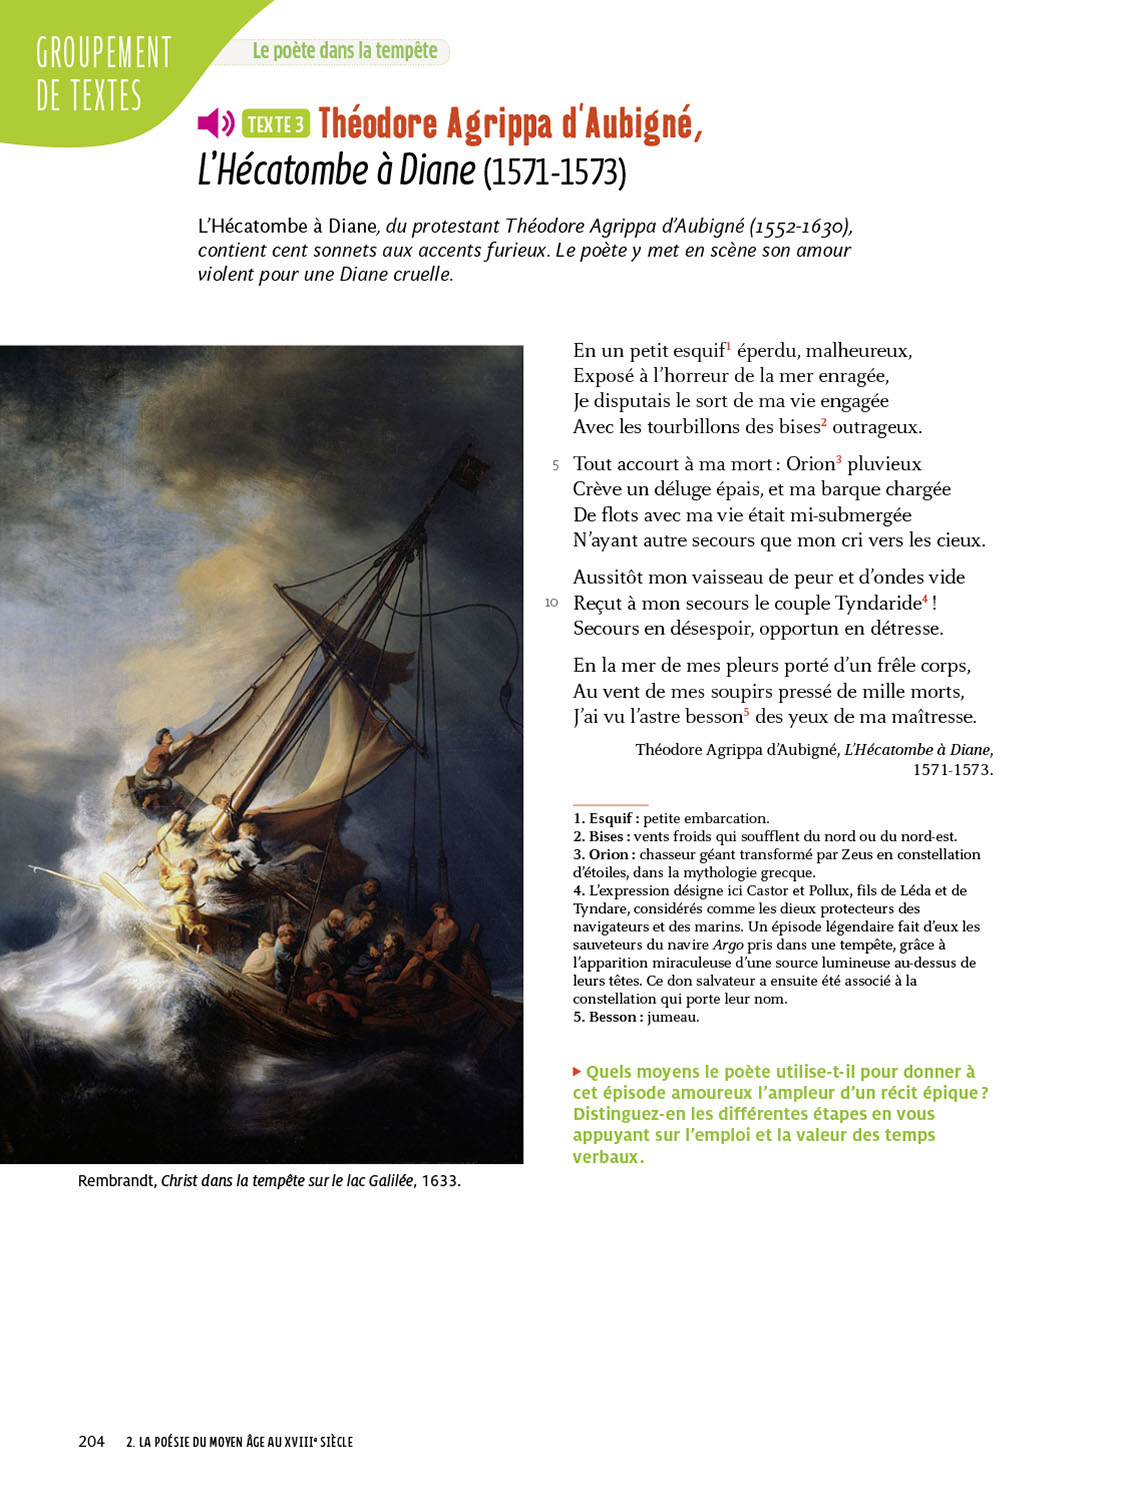 GROUPEMENT
DE TEXTES
Le poète dans la tempête
TEXTE 3 Théodore Agrippa d'Aubigné,
L'Hécatombe à Diane (1571-1573)
L'Hécatombe à Diane, du protestant Théodore Agrippa d'Aubigné (1552-1630),
contient cent sonnets aux accents furieux. Le poète y met en scène son amour
violent pour une Diane cruelle.
En un petit esquif1 éperdu, malheureux,
Exposé à l'horreur de la mer enragée,
Je disputais le sort de ma vie engagée
Avec les tourbillons des bises2 outrageux.
5 Tout accourt à ma mort : Orion3 pluvieux
Crève un déluge épais, et ma barque chargée
De flots avec ma vie était mi-submergée
N'ayant autre secours que mon cri vers les cieux.
Aussitôt mon vaisseau de peur et d'ondes vide
10 Reçut à mon secours le couple Tyndaride4 !
Secours en désespoir, opportun en détresse.
En la mer de mes pleurs porté d'un frêle corps,
Au vent de mes soupirs pressé de mille morts,
J'ai vu l'astre besson5 des yeux de ma maîtresse.
Théodore Agrippa d'Aubigné, L'Hécatombe à Diane,
1571-1573.
1. Esquif : petite embarcation.
2. Bises : vents froids qui soufflent du nord ou du nord-est.
3. Orion : chasseur géant transformé par Zeus en constellation
d'étoiles, dans la mythologie grecque.
4. L'expression désigne ici Castor et Pollux, fils de Léda et de
Tyndare, considérés comme les dieux protecteurs des
navigateurs et des marins. Un épisode légendaire fait d'eux les
sauveteurs du navire Argo pris dans une tempête, grâce à
l'apparition miraculeuse d'une source lumineuse au-dessus de
leurs têtes. Ce don salvateur a ensuite été associé à la
constellation qui porte leur nom.
5. Besson : jumeau.
Quels moyens le poète utilise-t-il pour donner à
cet épisode amoureux l'ampleur d'un récit épique ?
Distinguez-en les différentes étapes en vous
appuyant sur l'emploi et la valeur des temps
verbaux.
Rembrandt, Christ dans la tempête sur le lac Galilée, 1633.
204 2. LA POÉSIE DU MOYEN ÂGE AU XVIIIe SIÈCLE